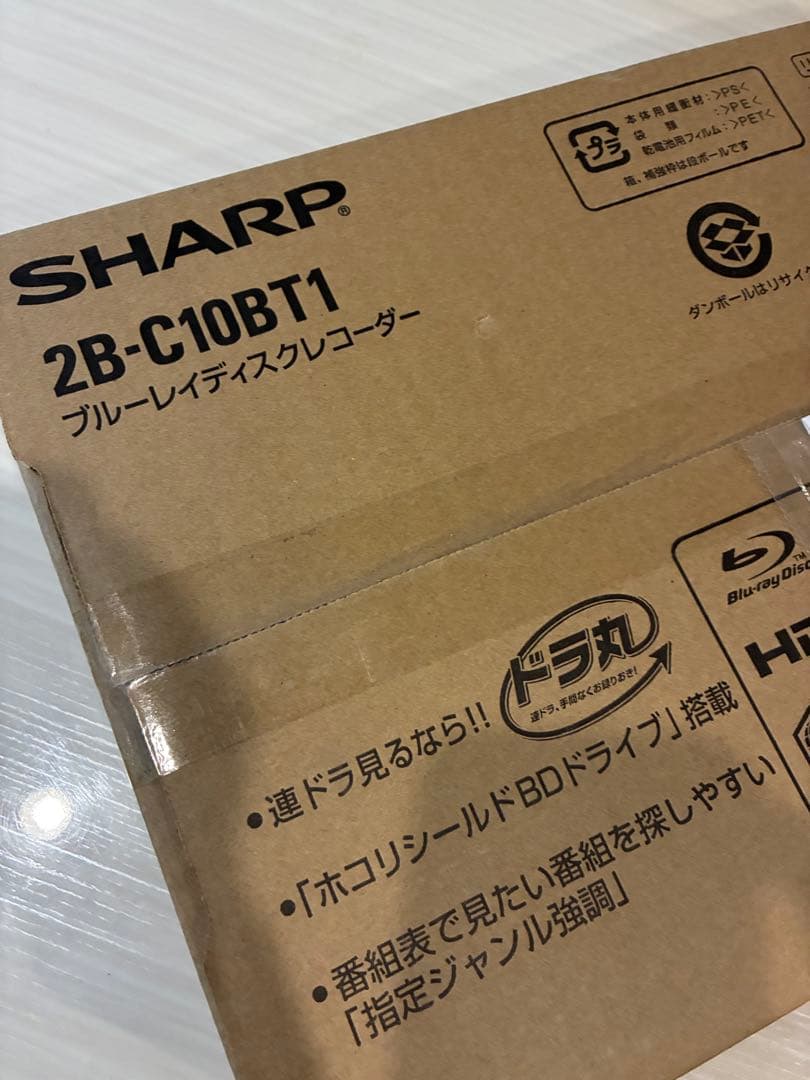 SHARP®
2B-C10BT1
ブルーレイディスクレコーダー
プラ
本体用緩衝材:>PS<
袋 類 :>PE<
乾電池用フィルム:>PET<
箱、補強枠は段ボールです
ダンボールはリサイ
Blu-ray Disc
TM
ドラ丸
連ドラ、手間なくお録りおき!
●連ドラ見るなら!!
●「ホコリシールドBDドライブ」搭載
●番組表で見たい番組を探しやすい
「指定ジャンル強調」